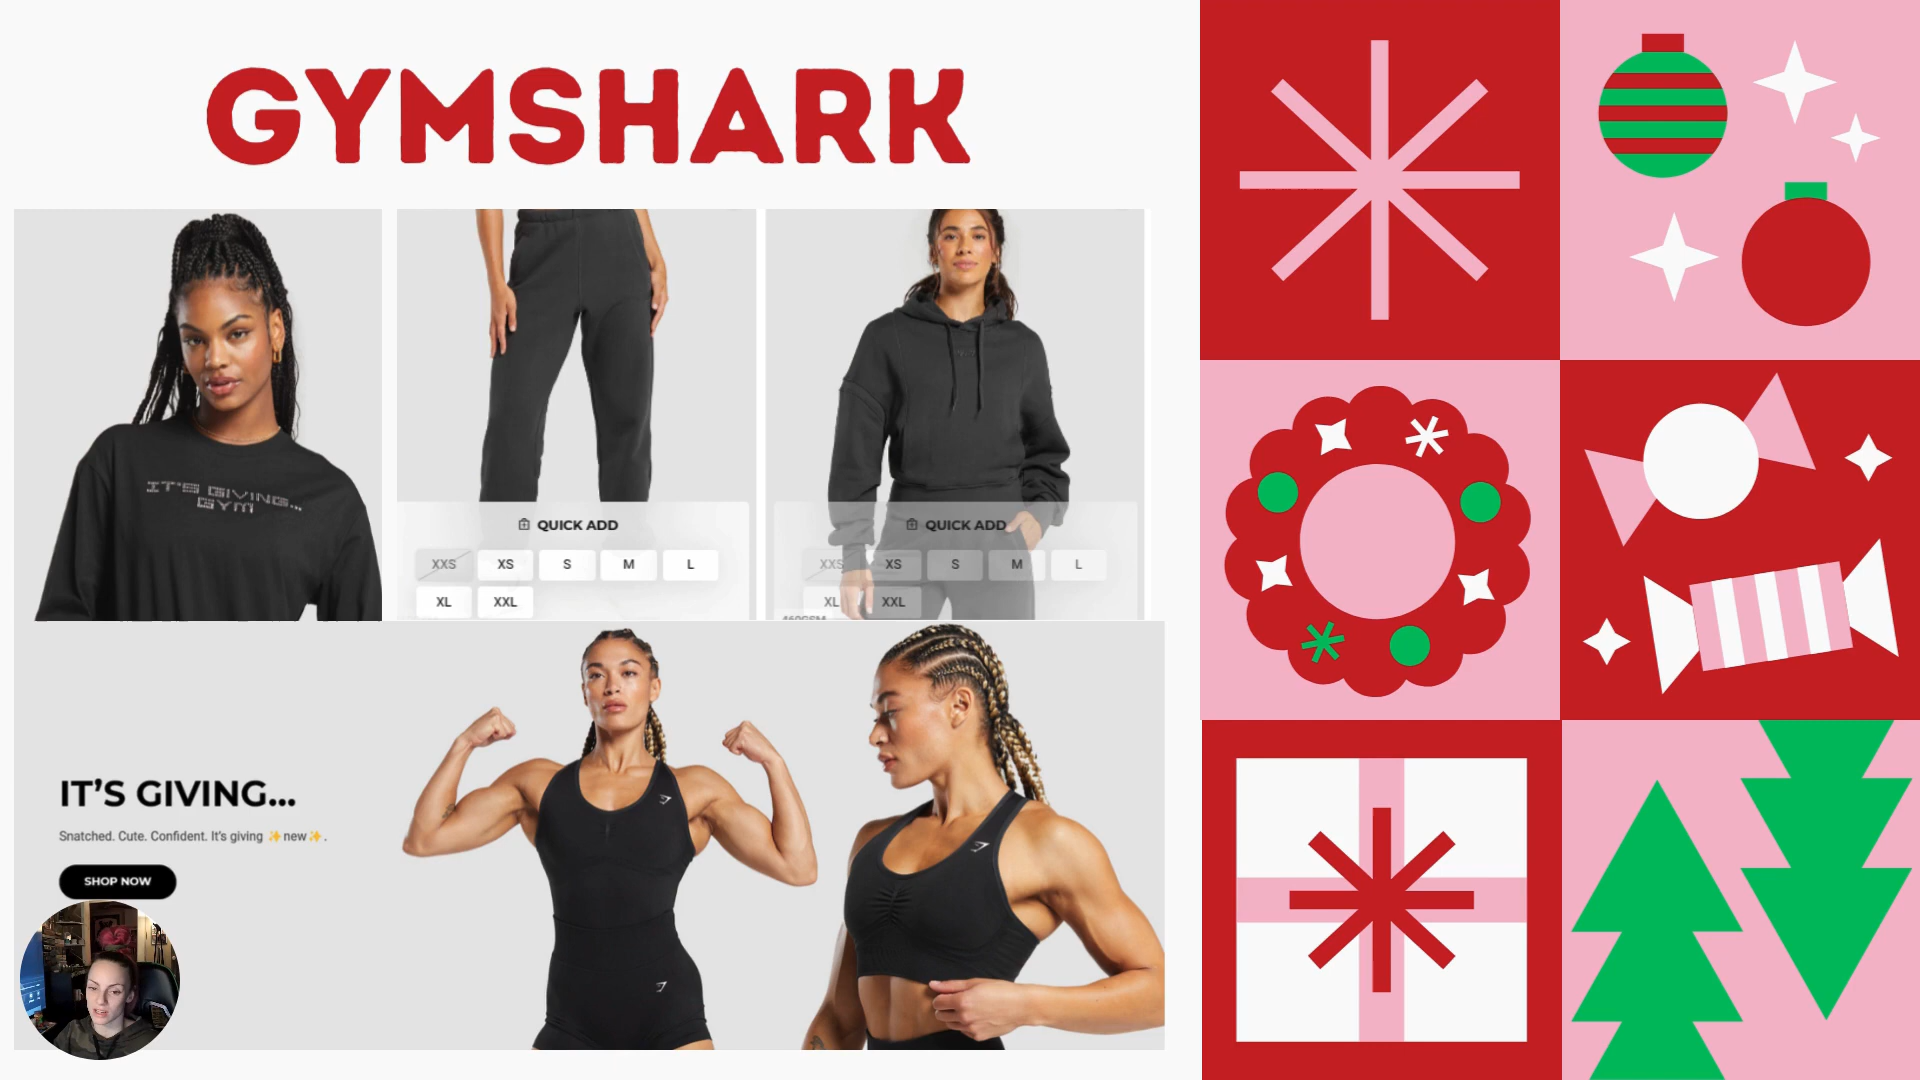 GYMSHARK
IT'S GIVING...
GYM
QUICK ADD
XXS XS S M L
XL XXL
QUICK ADD
XXS XS S M L
XL XXL
460GSM
IT'S GIVING...
Snatched. Cute. Confident. It's giving ✨new✨.
SHOP NOW